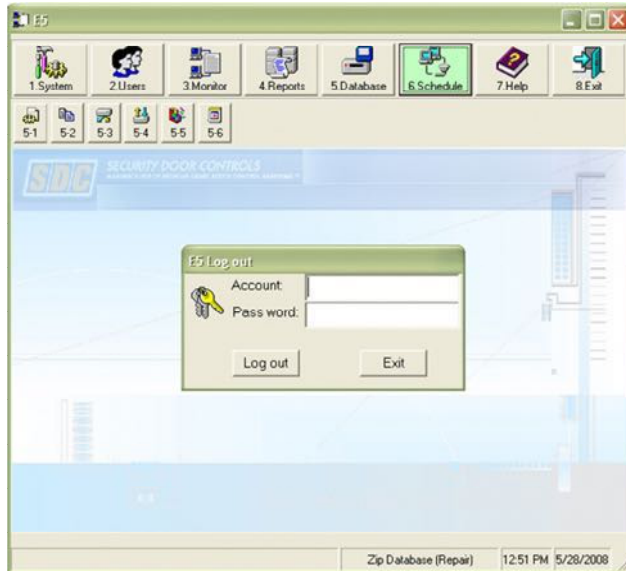 E5
1.System 2.Users 3.Monitor 4.Reports 5.Database 6.Schedule 7.Help 8.Exit
5-1 5-2 5-3 5-4 5-5 5-6
SDC SECURITY DOOR CONTROLS
E5 Log out
Account:
Pass word:
Log out Exit
Zip Database (Repair) 12:51 PM 5/28/2008